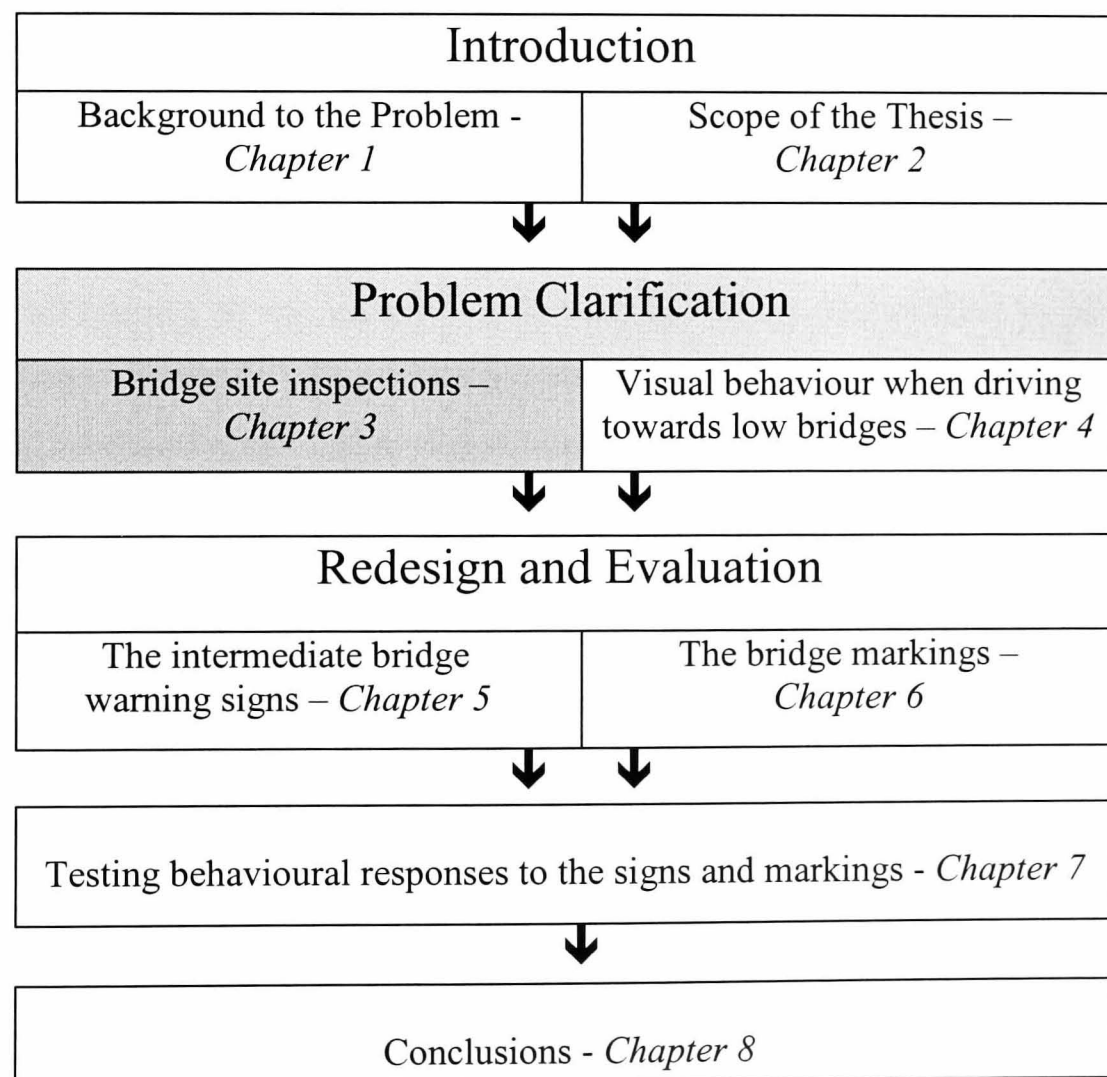 Introduction
Background to the Problem -
Chapter 1
Scope of the Thesis –
Chapter 2
Problem Clarification
Bridge site inspections –
Chapter 3
Visual behaviour when driving
towards low bridges – Chapter 4
Redesign and Evaluation
The intermediate bridge
warning signs – Chapter 5
The bridge markings –
Chapter 6
Testing behavioural responses to the signs and markings - Chapter 7
Conclusions - Chapter 8